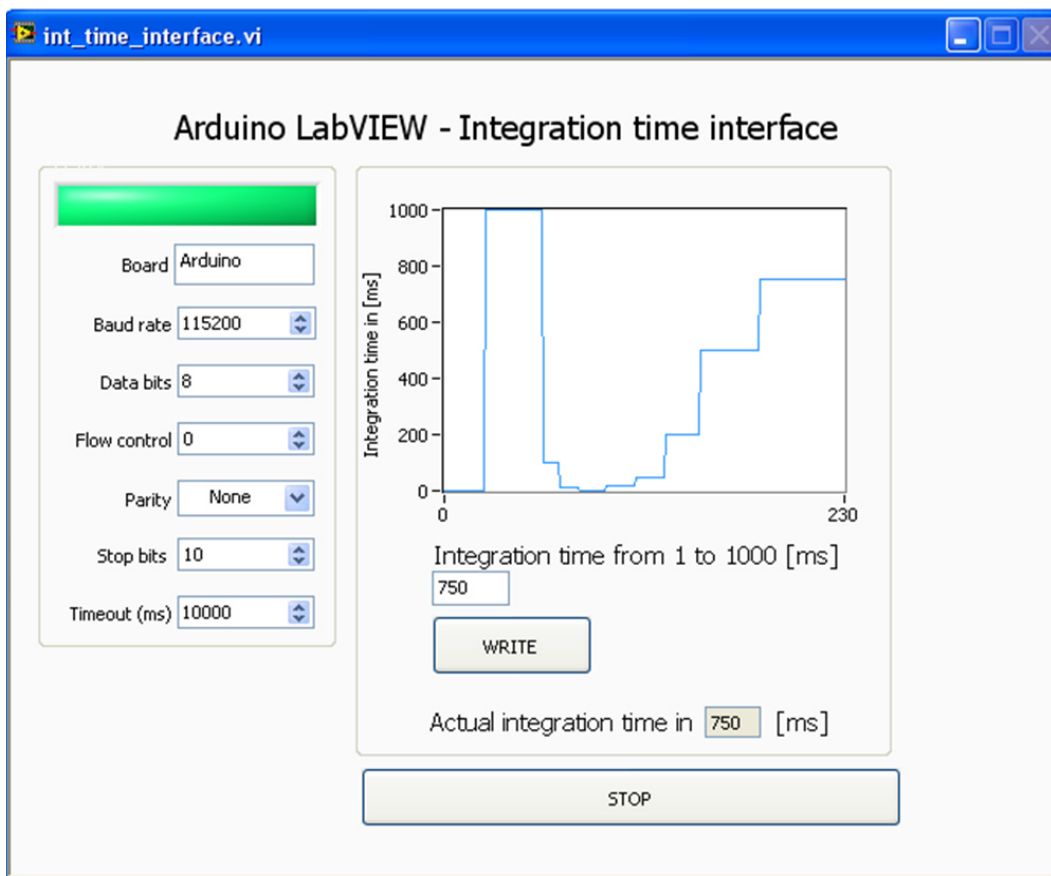 int_time_interface.vi
Arduino LabVIEW - Integration time interface
Board Arduino
Baud rate 115200
Data bits 8
Flow control 0
Parity None
Stop bits 10
Timeout (ms) 10000
Integration time in [ms]
1000
800
600
400
200
0
0 230
Integration time from 1 to 1000 [ms]
750
WRITE
Actual integration time in 750 [ms]
STOP